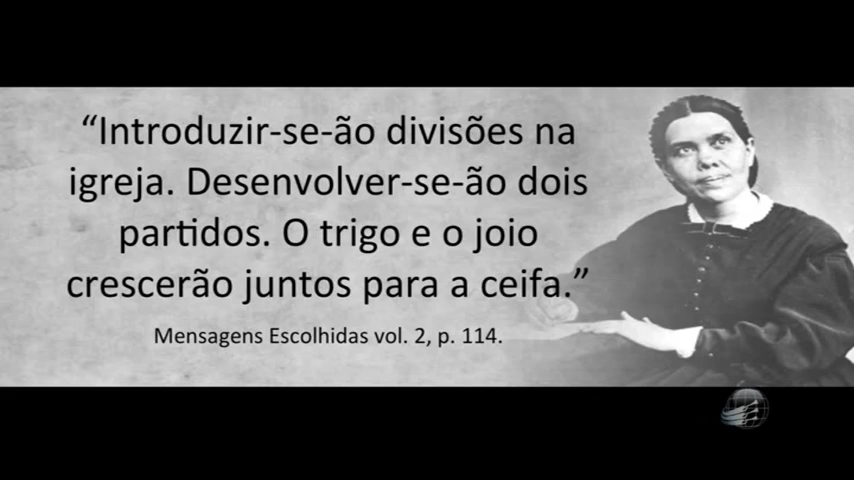 “Introduzir-se-ão divisões na
igreja. Desenvolver-se-ão dois
partidos. O trigo e o joio
crescerão juntos para a ceifa.”
Mensagens Escolhidas vol. 2, p. 114.